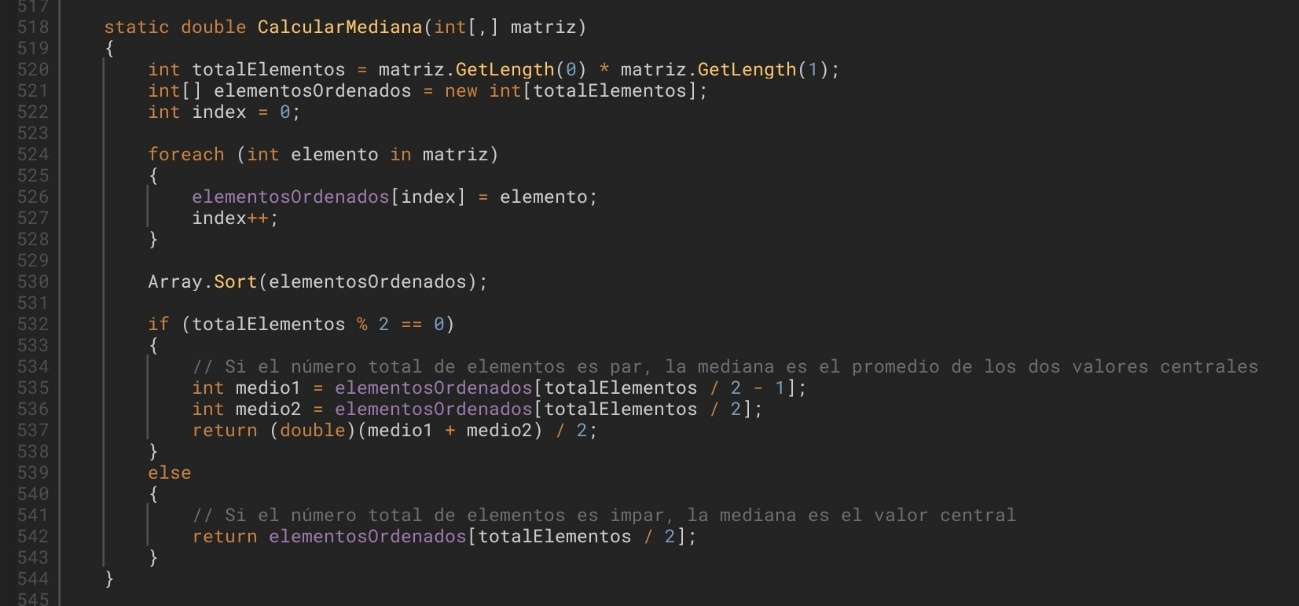 517
518 static double CalcularMediana(int[,] matriz)
519 {
520 int totalElementos = matriz.GetLength(0) * matriz.GetLength(1);
521 int[] elementosOrdenados = new int[totalElementos];
522 int index = 0;
523
524 foreach (int elemento in matriz)
525 {
526 elementosOrdenados[index] = elemento;
527 index++;
528 }
529
530 Array.Sort(elementosOrdenados);
531
532 if (totalElementos % 2 == 0)
533 {
534 // Si el número total de elementos es par, la mediana es el promedio de los dos valores centrales
535 int medio1 = elementosOrdenados[totalElementos / 2 - 1];
536 int medio2 = elementosOrdenados[totalElementos / 2];
537 return (double)(medio1 + medio2) / 2;
538 }
539 else
540 {
541 // Si el número total de elementos es impar, la mediana es el valor central
542 return elementosOrdenados[totalElementos / 2];
543 }
544 }
545